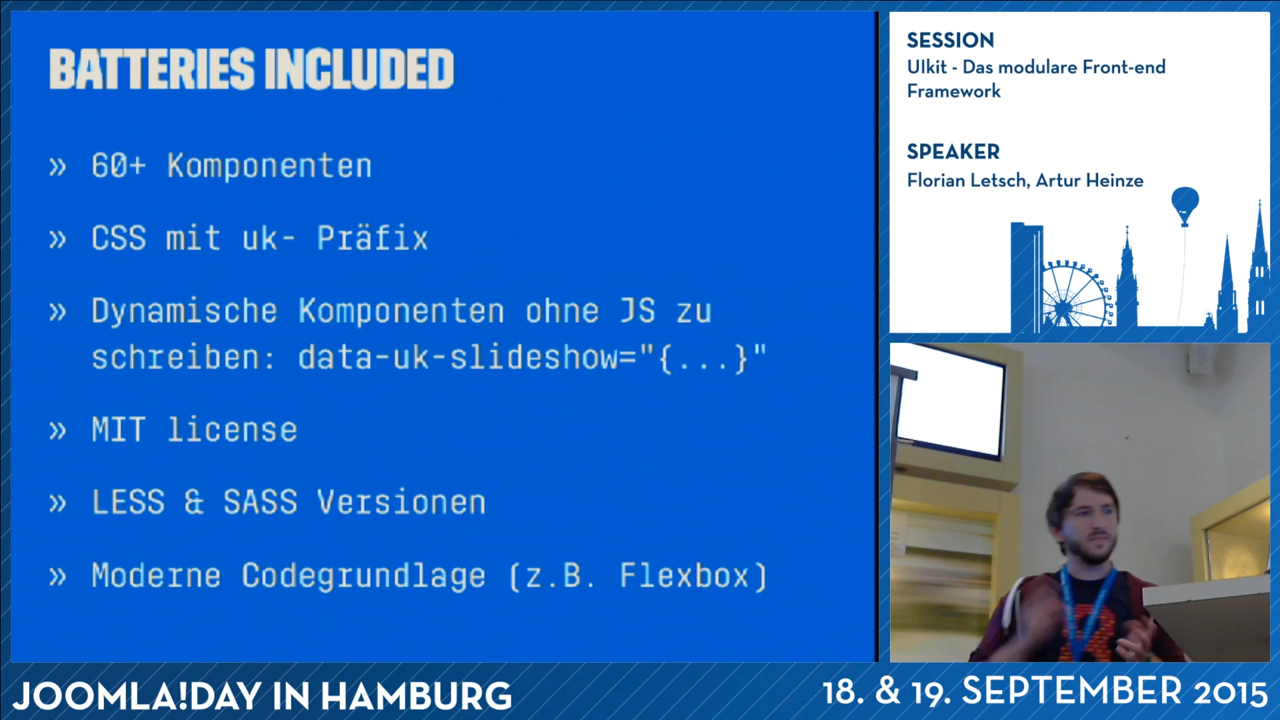 BATTERIES INCLUDED
» 60+ Komponenten
» CSS mit uk- Präfix
» Dynamische Komponenten ohne JS zu
schreiben: data-uk-slideshow="{...}"
» MIT license
» LESS & SASS Versionen
» Moderne Codegrundlage (z.B. Flexbox)
SESSION
UIkit - Das modulare Front-end
Framework
SPEAKER
Florian Letsch, Artur Heinze
JOOMLA!DAY IN HAMBURG
18. & 19. SEPTEMBER 2015